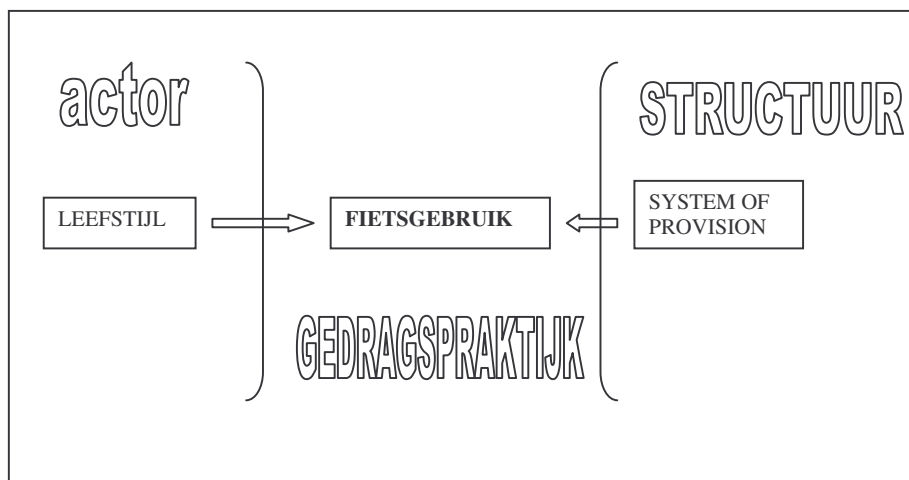 actor
STRUCTUUR
LEEFSTIJL
FIETSGEBRUIK
SYSTEM OF
PROVISION
GEDRAGSPRAKTIJK